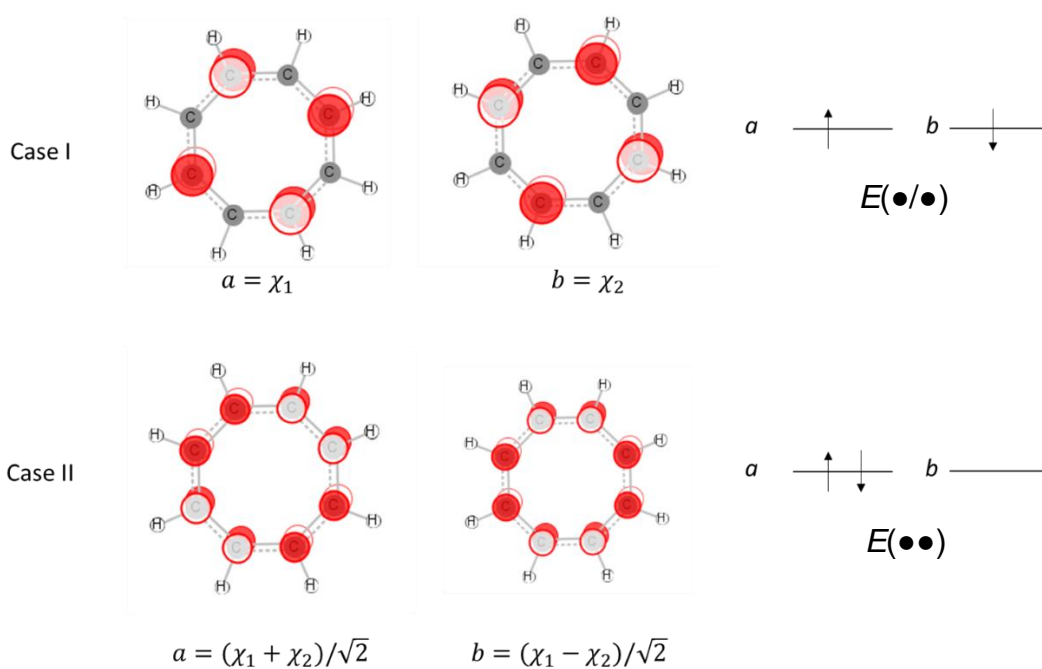 H H
C C
H C C H
H C C H
C C
H H
H H
C C
H C C H
C C H
H C C
H H
Case I
a b
E(●/●)
a = χ₁ b = χ₂
H H
C C
H C C H
H C C H
C C
H H
H H
C C
H C C H
H C C H
C C
H H
Case II
a b
E(●●)
a = (χ₁ + χ₂)/√2 b = (χ₁ − χ₂)/√2